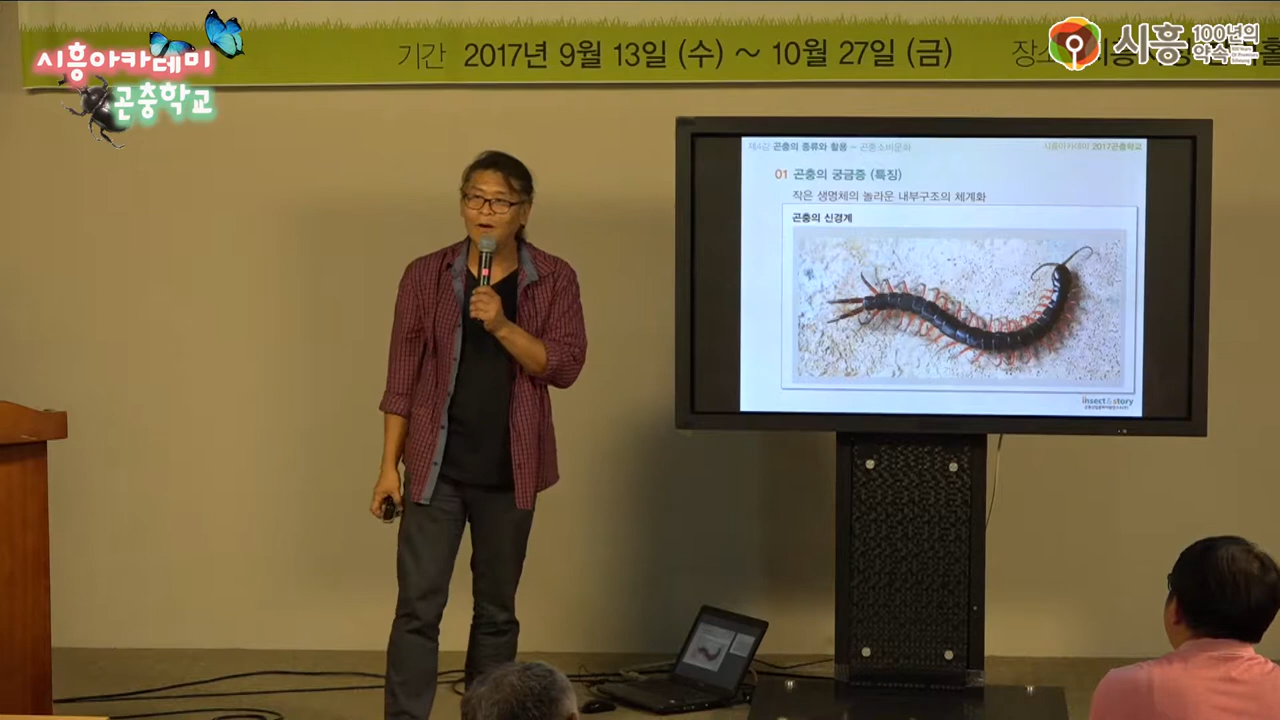 시흥아카데미
곤충학교
기간 2017년 9월 13일 (수) ~ 10월 27일 (금)
시흥 100년의 약속
제4강 곤충의 종류와 활용 - 곤충소비문화
시흥아카데미 2017곤충학교
01 곤충의 궁금증 (특징)
작은 생명체의 놀라운 내부구조의 체계화
곤충의 신경계
insect & story